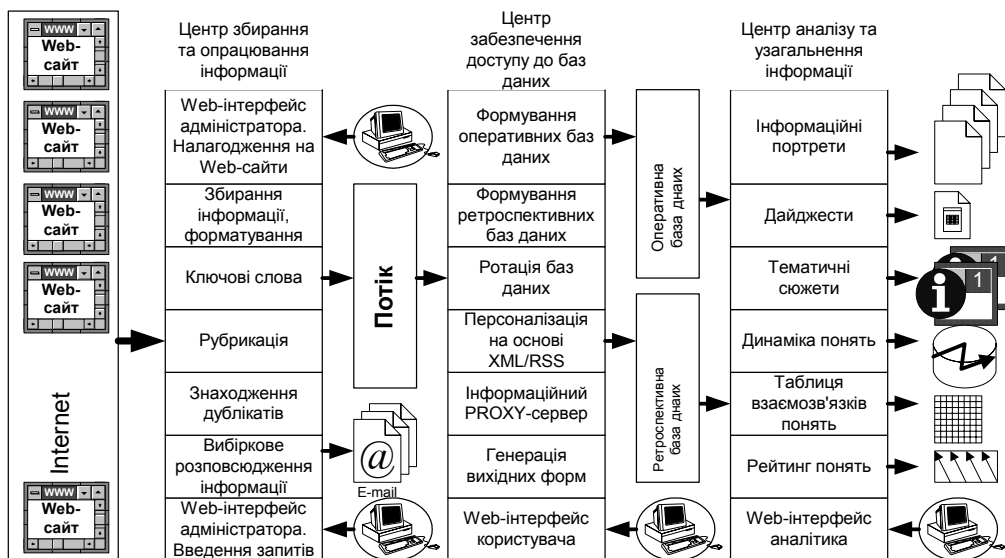 WWW
Web-
сайт
WWW
Web-
сайт
WWW
Web-
сайт
WWW
Web-
сайт
Internet
WWW
Web-
сайт
Центр збирання
та опрацювання
інформації
Web-інтерфейс
адміністратора.
Налагодження на
Web-сайти
Збирання
інформації,
форматування
Ключові слова
Рубрикація
Знаходження
дублікатів
Вибіркове
розповсюдження
інформації
Web-інтерфейс
адміністратора.
Введення запитів
Потік
@
E-mail
Центр
забезпечення
доступу до баз
даних
Формування
оперативних баз
даних
Формування
ретроспективних
баз даних
Ротація баз
даних
Персоналізація
на основі
XML/RSS
Інформаційний
PROXY-сервер
Генерація
вихідних форм
Web-інтерфейс
користувача
Оперативна
база днаих
Ретроспективна
база днаих
Центр аналізу та
узагальнення
інформації
Інформаційні
портрети
Дайджести
Тематичні
сюжети
Динаміка понять
Таблиця
взаємозв'язків
понять
Рейтинг понять
Web-інтерфейс
аналітика
i
1
1